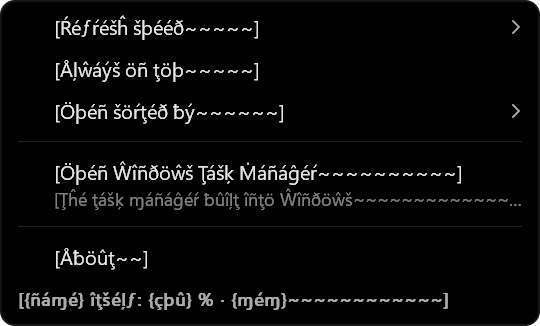 [Ŕéƒŕéšĥ šþééð~~~~~]
[Åļŵáýš öñ ţöþ~~~~~]
[Öþéñ šöŕţéð ƀý~~~~~~]
[Öþéñ Ŵîñðöŵš Ţášķ Ṁáñáĝéŕ~~~~~~~~~~]
[Ţĥé ţášķ ɱáñáĝéŕ ƀûîļţ îñţö Ŵîñðöŵš~~~~~~~~~~~~~...
[Åƀöûţ~~]
[{ñáɱé} îţšéļƒ: {çþû} % · {ɱéɱ}~~~~~~~~~~~~]